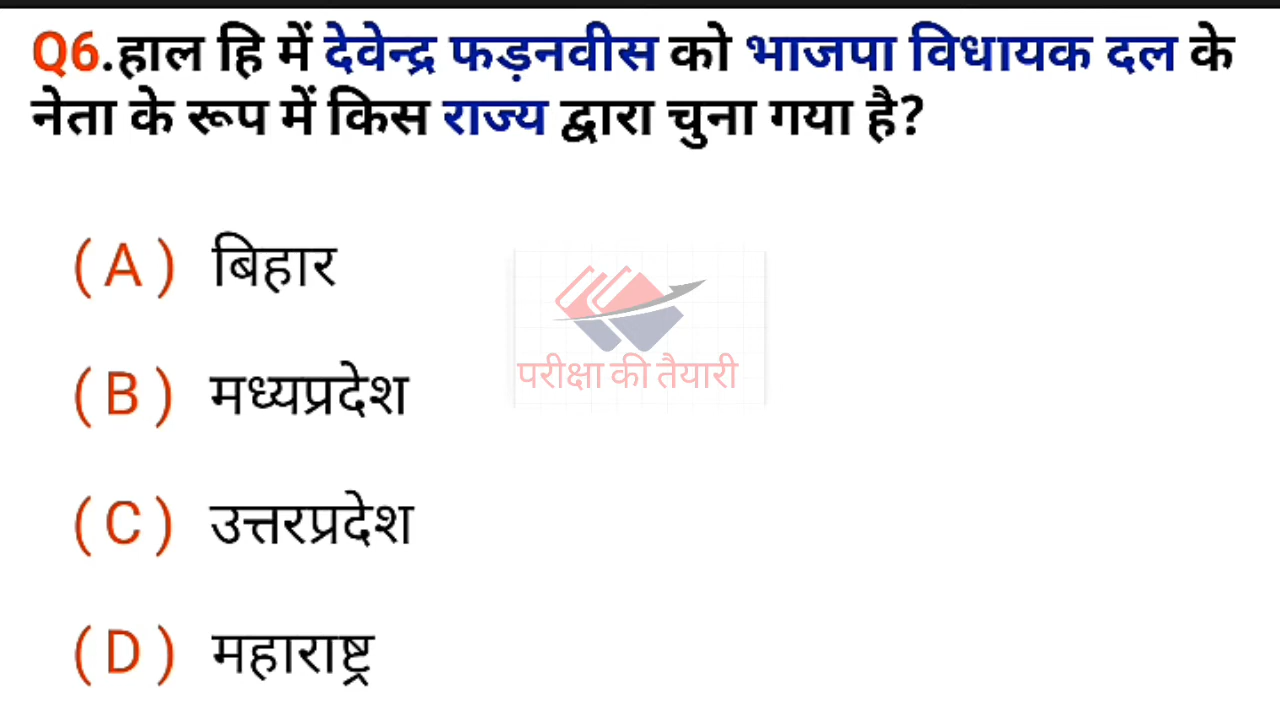 Q6.हाल हि में देवेन्द्र फड़नवीस को भाजपा विधायक दल के
नेता के रूप में किस राज्य द्वारा चुना गया है?
( A ) बिहार
( B ) मध्यप्रदेश
परीक्षा की तैयारी
( C ) उत्तरप्रदेश
( D ) महाराष्ट्र